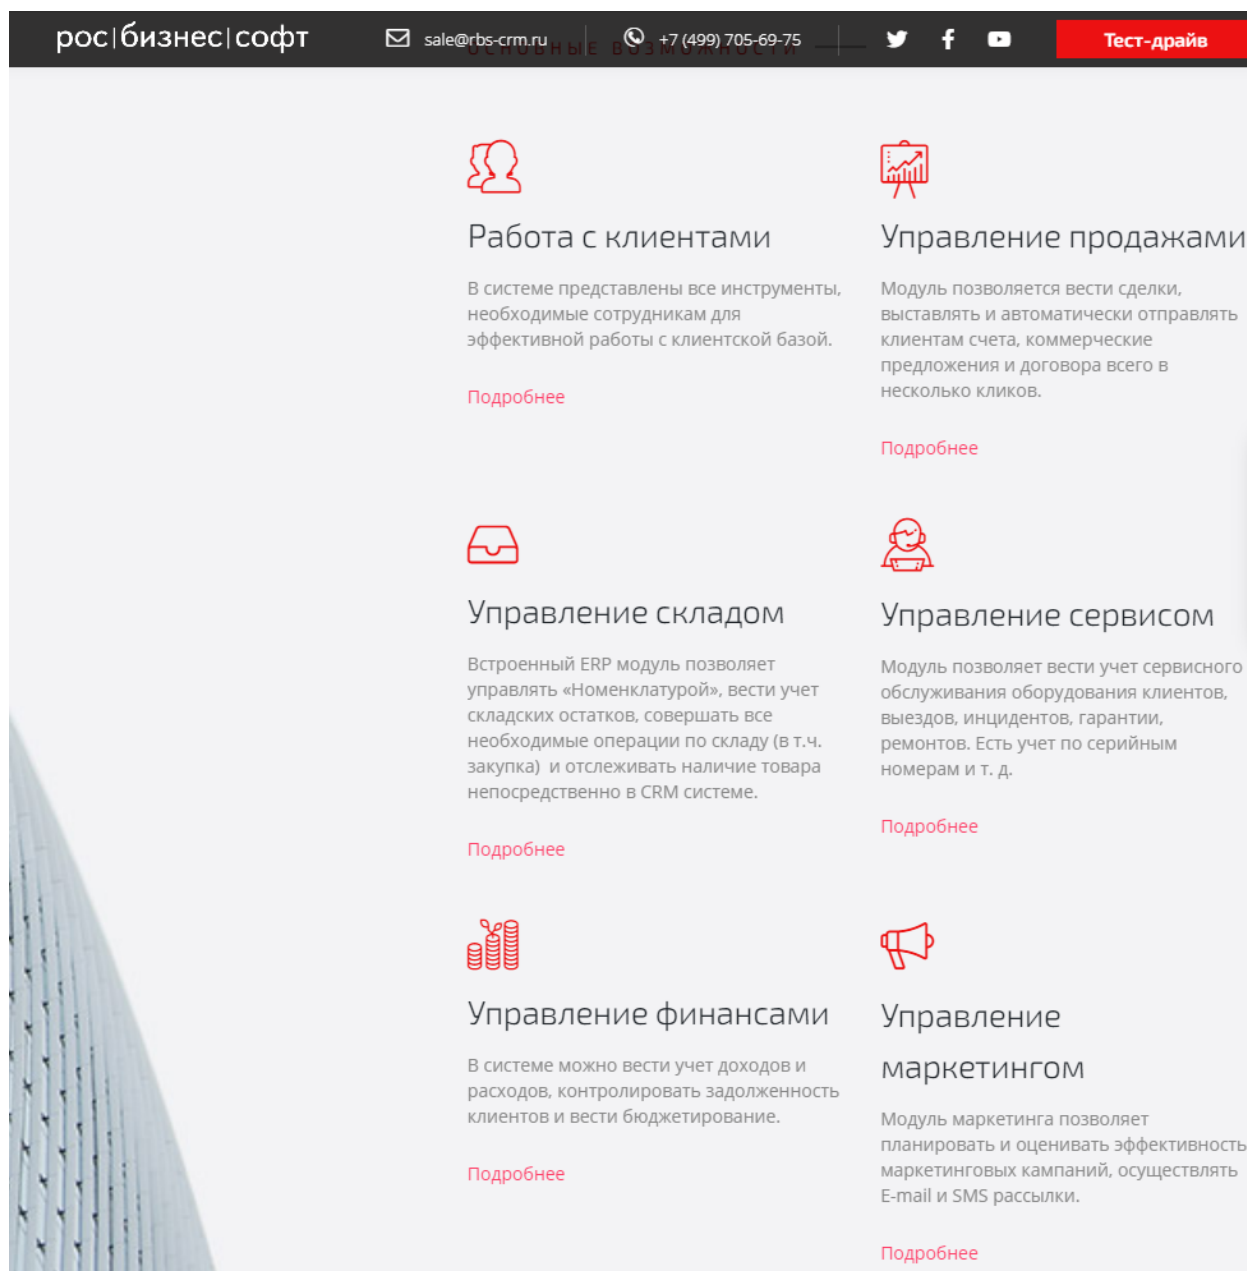 рос|бизнес|софт
sale@rbs-crm.ru
+7 (499) 705-69-75
Тест-драйв
ОСНОВНЫЕ ВОЗМОЖНОСТИ
Работа с клиентами
В системе представлены все инструменты,
необходимые сотрудникам для
эффективной работы с клиентской базой.
Подробнее
Управление продажами
Модуль позволяется вести сделки,
выставлять и автоматически отправлять
клиентам счета, коммерческие
предложения и договора всего в
несколько кликов.
Подробнее
Управление складом
Встроенный ERP модуль позволяет
управлять «Номенклатурой», вести учет
складских остатков, совершать все
необходимые операции по складу (в т.ч.
закупка) и отслеживать наличие товара
непосредственно в CRM системе.
Подробнее
Управление сервисом
Модуль позволяет вести учет сервисного
обслуживания оборудования клиентов,
выездов, инцидентов, гарантии,
ремонтов. Есть учет по серийным
номерам и т. д.
Подробнее
Управление финансами
В системе можно вести учет доходов и
расходов, контролировать задолженность
клиентов и вести бюджетирование.
Подробнее
Управление
маркетингом
Модуль маркетинга позволяет
планировать и оценивать эффективность
маркетинговых кампаний, осуществлять
E-mail и SMS рассылки.
Подробнее